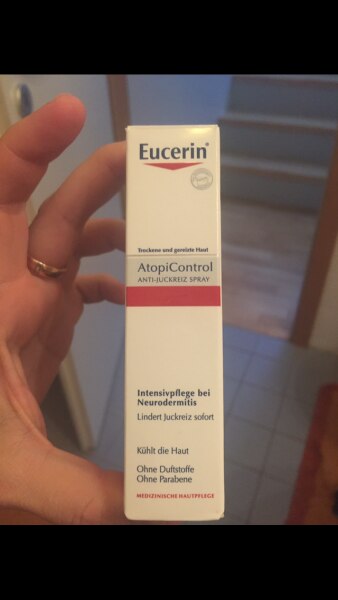 Eucerin®
Trockene und gereizte Haut
AtopiControl
ANTI-JUCKREIZ SPRAY
Intensivpflege bei
Neurodermitis
Lindert Juckreiz sofort
Kühlt die Haut
Ohne Duftstoffe
Ohne Parabene
MEDIZINISCHE HAUTPFLEGE